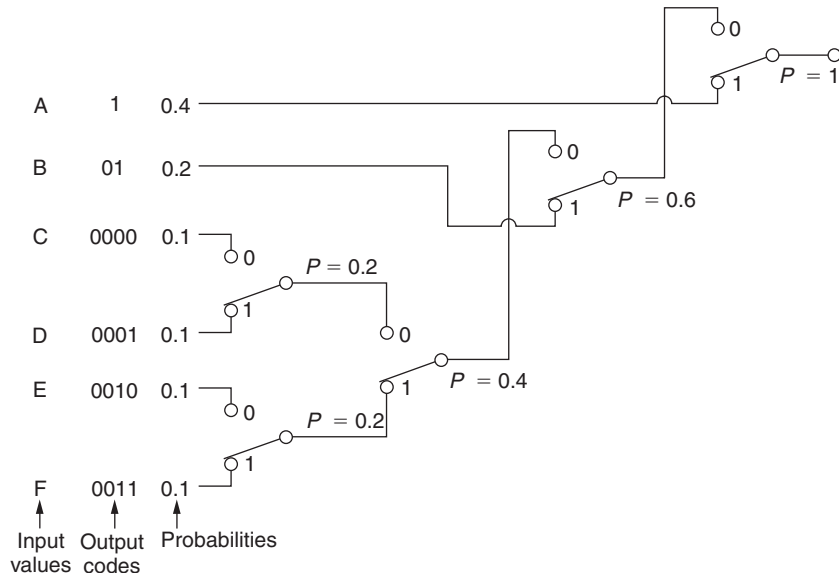 0
1
P = 1
A 1 0.4
0
B 01 0.2
1
P = 0.6
C 0000 0.1
0
P = 0.2
1
D 0001 0.1
0
E 0010 0.1
1
P = 0.4
0
P = 0.2
1
F 0011 0.1
Input values
Output codes
Probabilities